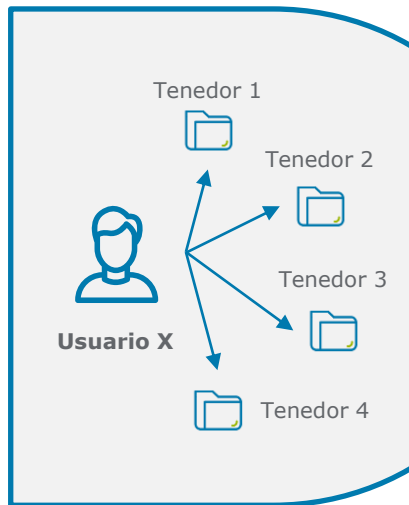 Tenedor 1
Tenedor 2
Tenedor 3
Usuario X
Tenedor 4